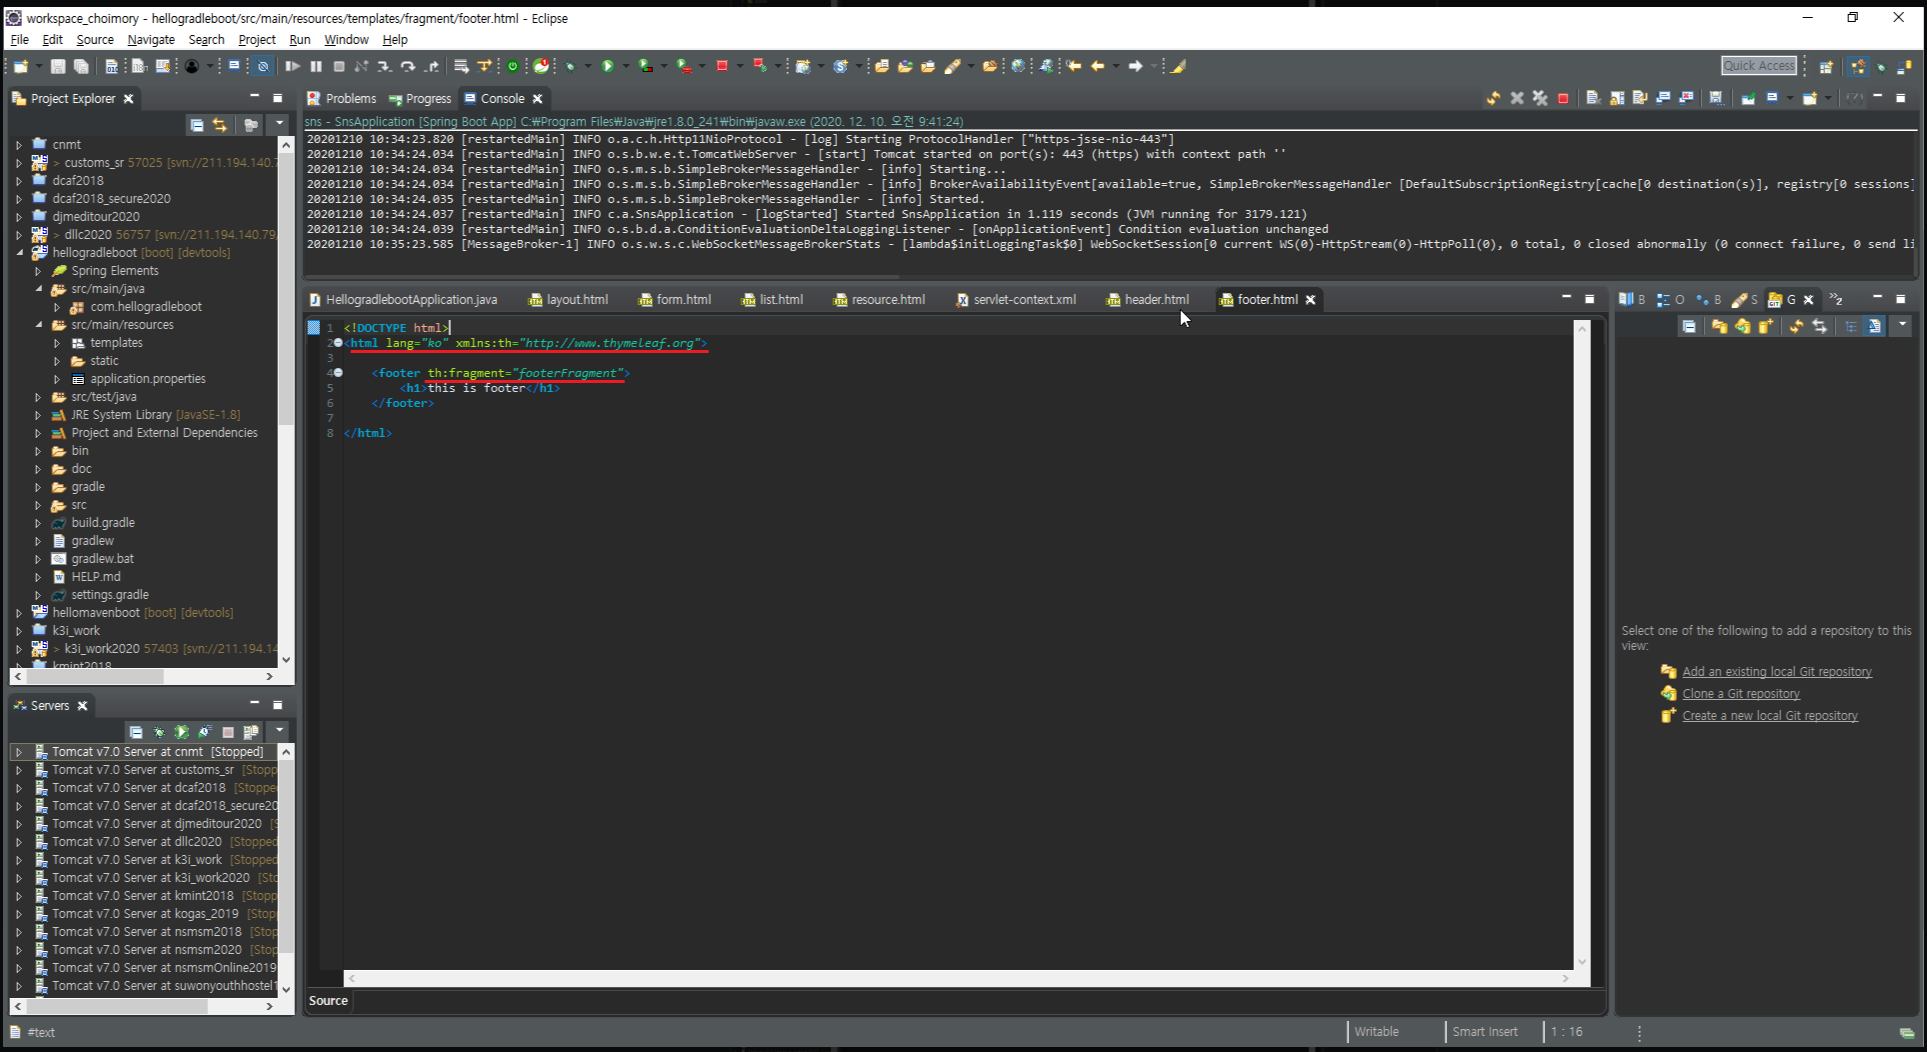 workspace_choimory - hellogradleboot/src/main/resources/templates/fragment/footer.html - Eclipse
File Edit Source Navigate Search Project Run Window Help
Quick Access
Project Explorer
cnmt
> customs_sr 57025 [svn://211.194.140.7
dcaf2018
dcaf2018_secure2020
djmeditour2020
> dllc2020 56757 [svn://211.194.140.79,
hellogradleboot [boot] [devtools]
Spring Elements
src/main/java
com.hellogradleboot
src/main/resources
templates
static
application.properties
src/test/java
JRE System Library [JavaSE-1.8]
Project and External Dependencies
bin
doc
gradle
src
build.gradle
gradlew
gradlew.bat
HELP.md
settings.gradle
hellomavenboot [boot] [devtools]
k3i_work
> k3i_work2020 57403 [svn://211.194.14
kmint2018
Servers
Tomcat v7.0 Server at cnmt [Stopped]
Tomcat v7.0 Server at customs_sr [Stopp
Tomcat v7.0 Server at dcaf2018 [Stopped
Tomcat v7.0 Server at dcaf2018_secure20
Tomcat v7.0 Server at djmeditour2020 [S
Tomcat v7.0 Server at dllc2020 [Stopped
Tomcat v7.0 Server at k3i_work [Stopped
Tomcat v7.0 Server at k3i_work2020 [Sto
Tomcat v7.0 Server at kmint2018 [Stopp
Tomcat v7.0 Server at kogas_2019 [Stop
Tomcat v7.0 Server at nsmsm2018 [Stop
Tomcat v7.0 Server at nsmsm2020 [Stop
Tomcat v7.0 Server at nsmsmOnline2019
Tomcat v7.0 Server at suwonyouthhostel1
Problems Progress Console
sns - SnsApplication [Spring Boot App] C:₩Program Files₩Java₩jre1.8.0_241₩bin₩javaw.exe (2020. 12. 10. 오전 9:41:24)
20201210 10:34:23.820 [restartedMain] INFO o.a.c.h.Http11NioProtocol - [log] Starting ProtocolHandler ["https-jsse-nio-443"]
20201210 10:34:24.034 [restartedMain] INFO o.s.b.w.e.t.TomcatWebServer - [start] Tomcat started on port(s): 443 (https) with context path ''
20201210 10:34:24.034 [restartedMain] INFO o.s.m.s.b.SimpleBrokerMessageHandler - [info] Starting...
20201210 10:34:24.034 [restartedMain] INFO o.s.m.s.b.SimpleBrokerMessageHandler - [info] BrokerAvailabilityEvent[available=true, SimpleBrokerMessageHandler [DefaultSubscriptionRegistry[cache[0 destination(s)], registry[0 sessions]
20201210 10:34:24.035 [restartedMain] INFO o.s.m.s.b.SimpleBrokerMessageHandler - [info] Started.
20201210 10:34:24.037 [restartedMain] INFO c.a.SnsApplication - [logStarted] Started SnsApplication in 1.119 seconds (JVM running for 3179.121)
20201210 10:34:24.039 [restartedMain] INFO o.s.b.d.a.ConditionEvaluationDeltaLoggingListener - [onApplicationEvent] Condition evaluation unchanged
20201210 10:35:23.585 [MessageBroker-1] INFO o.s.w.s.c.WebSocketMessageBrokerStats - [lambda$initLoggingTask$0] WebSocketSession[0 current WS(0)-HttpStream(0)-HttpPoll(0), 0 total, 0 closed abnormally (0 connect failure, 0 send li
HellogradlebootApplication.java layout.html form.html list.html resource.html servlet-context.xml header.html footer.html
1 <!DOCTYPE html>
2 <html lang="ko" xmlns:th="http://www.thymeleaf.org">
3
4 <footer th:fragment="footerFragment">
5 <h1>this is footer</h1>
6 </footer>
7
8 </html>
Source
B O B S G »2
Select one of the following to add a repository to this
view:
Add an existing local Git repository
Clone a Git repository
Create a new local Git repository
#text
Writable Smart Insert 1 : 16